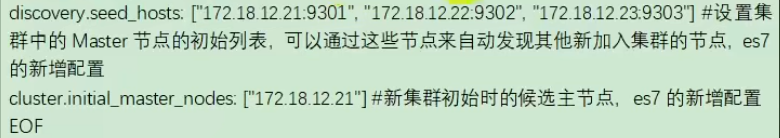 discovery.seed_hosts: ["172.18.12.21:9301", "172.18.12.22:9302", "172.18.12.23:9303"] #设置集
群中的 Master 节点的初始列表，可以通过这些节点来自动发现其他新加入集群的节点，es7
的新增配置
cluster.initial_master_nodes: ["172.18.12.21"] #新集群初始时的候选主节点，es7 的新增配置
EOF